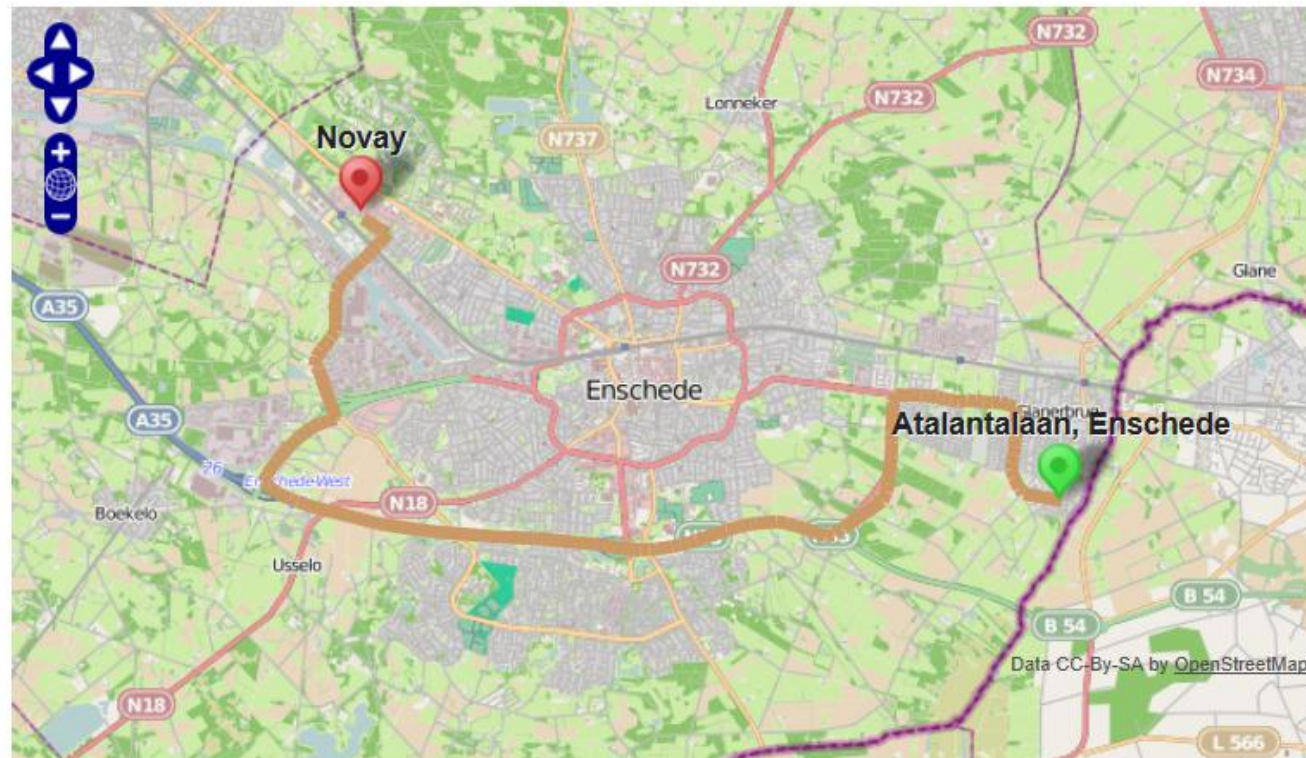 N732
N734
N732
Lonneker
Novay
N737
Glane
N732
A35
Enschede
A35
Glanerbrug
Atalantalaan, Enschede
26
Enschede-West
N18
Boekelo
Usselo
B 54
B 54
Data CC-By-SA by OpenStreetMap
N18
L 566
+
−